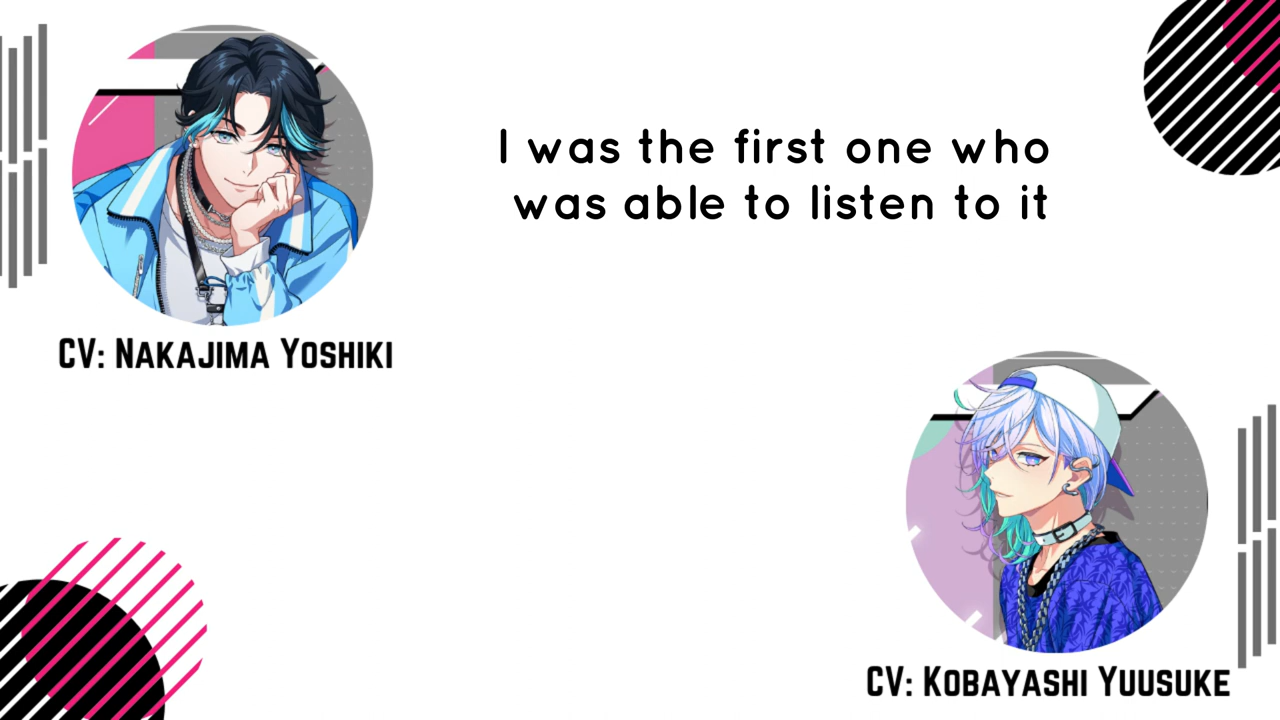 I was the first one who
was able to listen to it
CV: NAKAJIMA YOSHIKI
CV: KOBAYASHI YUUSUKE